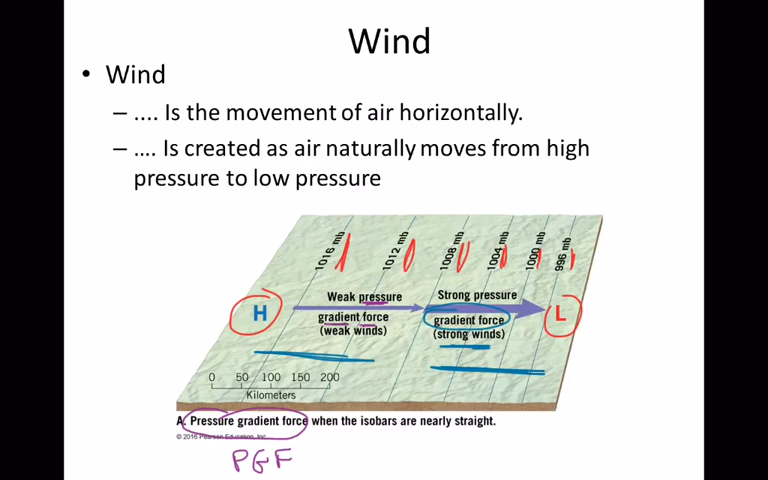 Wind
• Wind
– .... Is the movement of air horizontally.
– .... Is created as air naturally moves from high
pressure to low pressure
1016 mb
1012 mb
1008 mb
1004 mb
1000 mb
996 mb
Weak pressure
gradient force
(weak winds)
Strong pressure
gradient force
(strong winds)
H
L
0 50 100 150 200
Kilometers
A. Pressure gradient force when the isobars are nearly straight.
© 2016 Pearson Education, Inc.
PGF